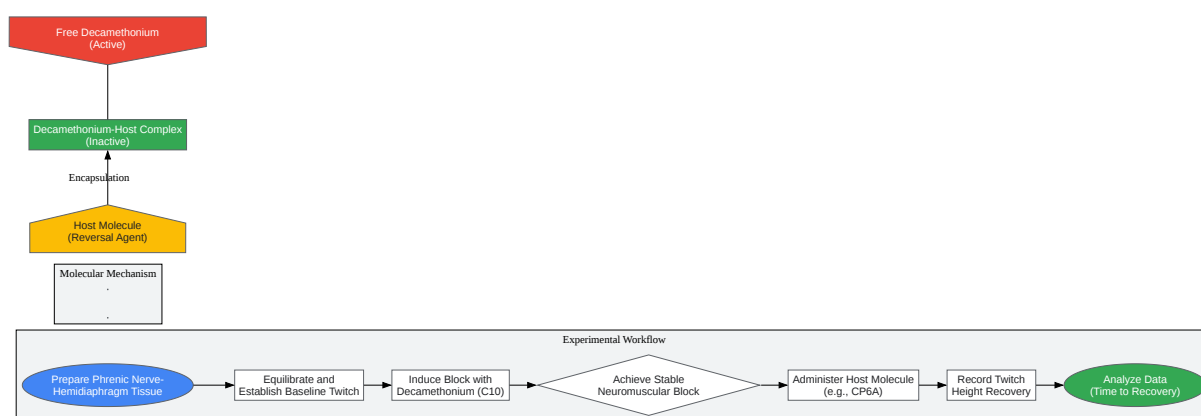 Free Decamethonium
(Active)
Decamethonium-Host Complex
(Inactive)
Encapsulation
Host Molecule
(Reversal Agent)
Molecular Mechanism
.
.
Experimental Workflow
Prepare Phrenic Nerve-
Hemidiaphragm Tissue
Equilibrate and
Establish Baseline Twitch
Induce Block with
Decamethonium (C10)
Achieve Stable
Neuromuscular Block
Administer Host Molecule
(e.g., CP6A)
Record Twitch
Height Recovery
Analyze Data
(Time to Recovery)